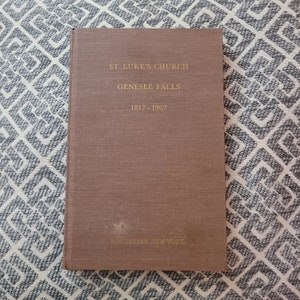 ST. LUKE'S CHURCH
GENESEE FALLS
1817-1967
ROCHESTER, NEW YORK